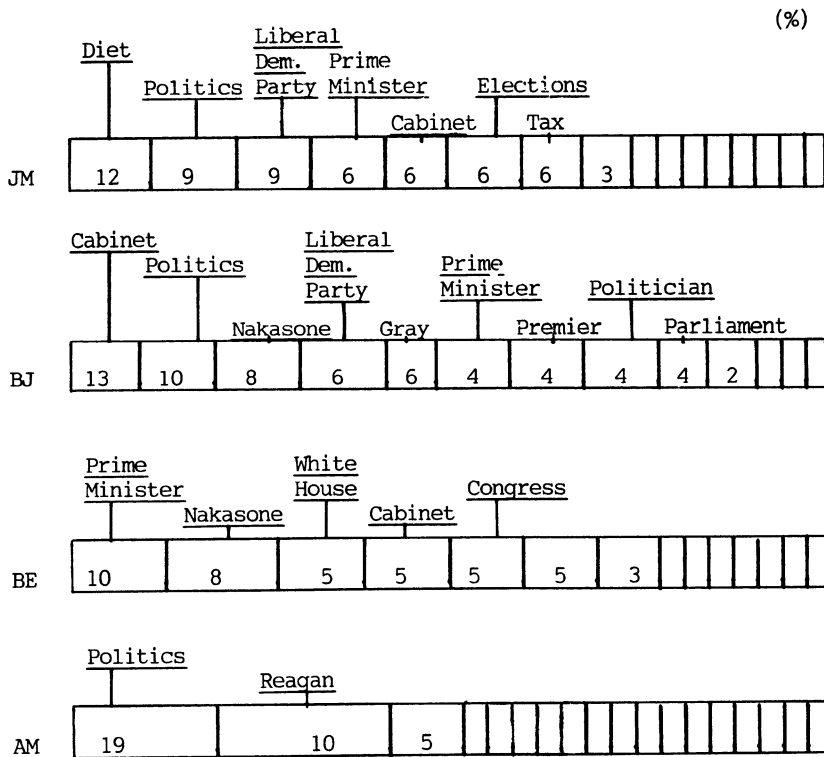 (%)
Diet
Politics
Liberal
Dem.
Party
Prime
Minister
Cabinet
Elections
Tax
JM 12 9 9 6 6 6 6 3
Cabinet
Politics
Nakasone
Liberal
Dem.
Party
Gray
Prime
Minister
Premier
Politician
Parliament
BJ 13 10 8 6 6 4 4 4 4 2
Prime
Minister
Nakasone
White
House
Cabinet
Congress
BE 10 8 5 5 5 5 3
Politics
Reagan
AM 19 10 5